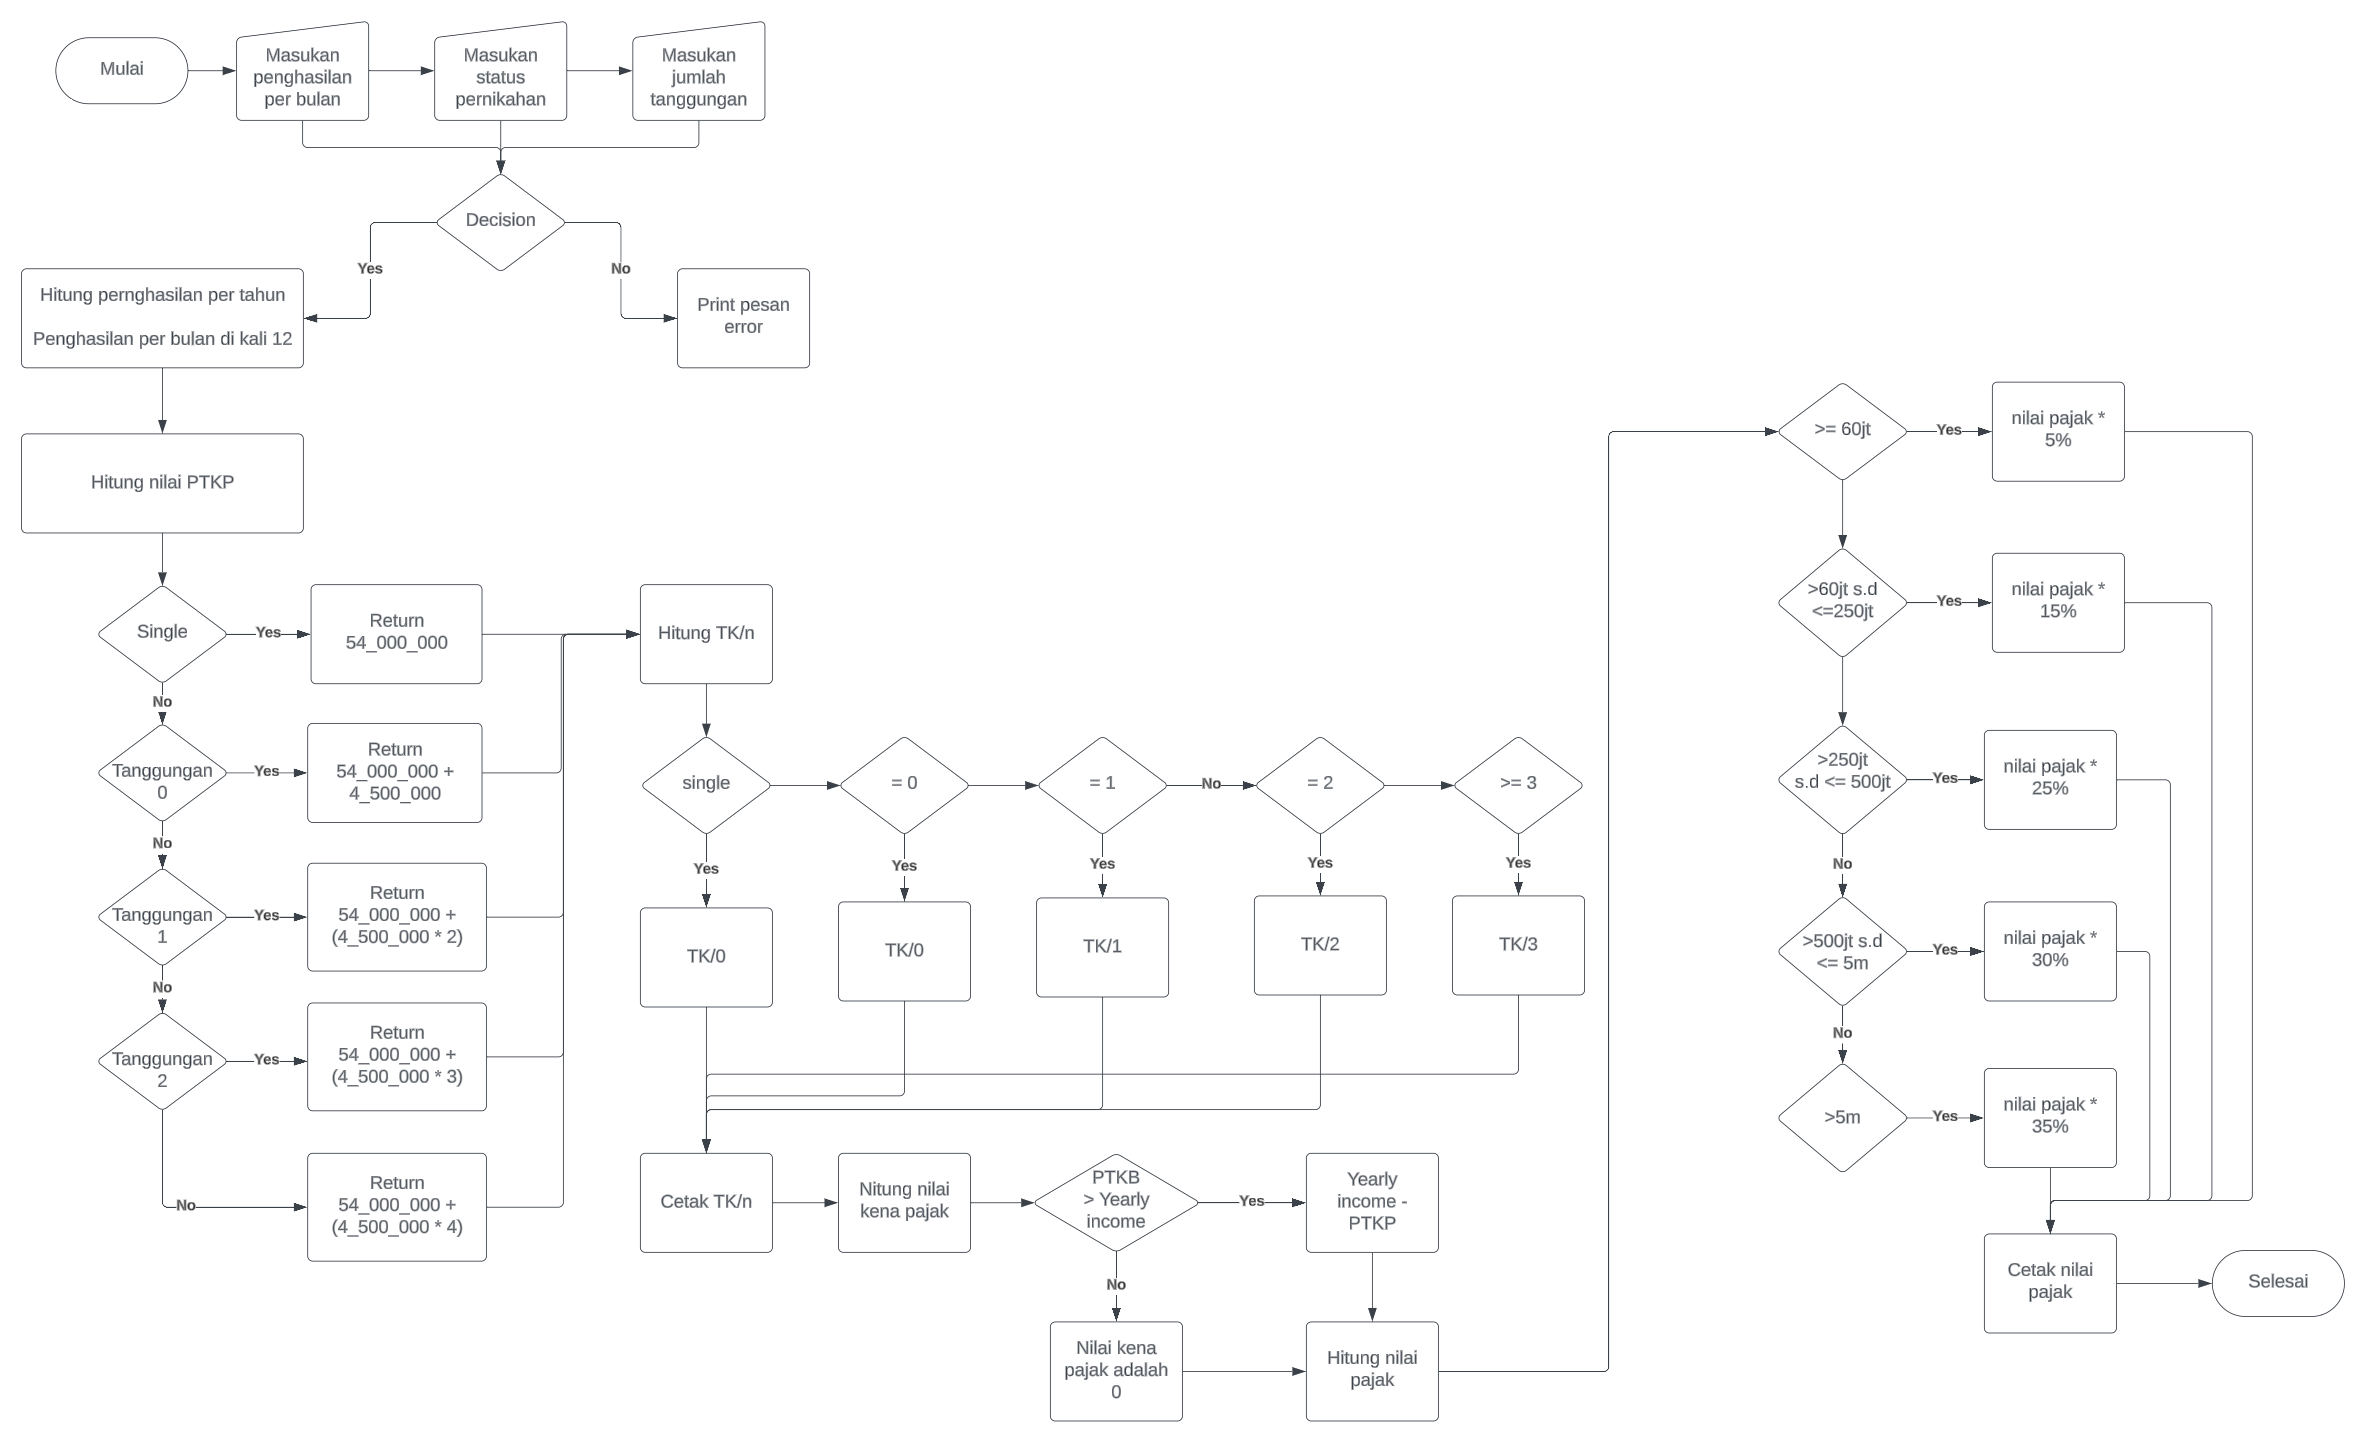 Mulai
Masukan
penghasilan
per bulan
Masukan
status
pernikahan
Masukan
jumlah
tanggungan
Decision
Yes
No
Hitung pernghasilan per tahun
Penghasilan per bulan di kali 12
Print pesan
error
Hitung nilai PTKP
Single
Yes
Return
54_000_000
No
Tanggungan
0
Yes
Return
54_000_000 +
4_500_000
No
Tanggungan
1
Yes
Return
54_000_000 +
(4_500_000 * 2)
No
Tanggungan
2
Yes
Return
54_000_000 +
(4_500_000 * 3)
No
Return
54_000_000 +
(4_500_000 * 4)
Hitung TK/n
single
= 0
= 1
No
= 2
>= 3
Yes
Yes
Yes
Yes
Yes
TK/0
TK/0
TK/1
TK/2
TK/3
Cetak TK/n
Nitung nilai
kena pajak
PTKB
> Yearly
income
Yes
Yearly
income -
PTKP
No
Nilai kena
pajak adalah
0
Hitung nilai
pajak
>= 60jt
Yes
nilai pajak *
5%
>60jt s.d
<=250jt
Yes
nilai pajak *
15%
>250jt
s.d <= 500jt
Yes
nilai pajak *
25%
No
>500jt s.d
<= 5m
Yes
nilai pajak *
30%
No
>5m
Yes
nilai pajak *
35%
Cetak nilai
pajak
Selesai